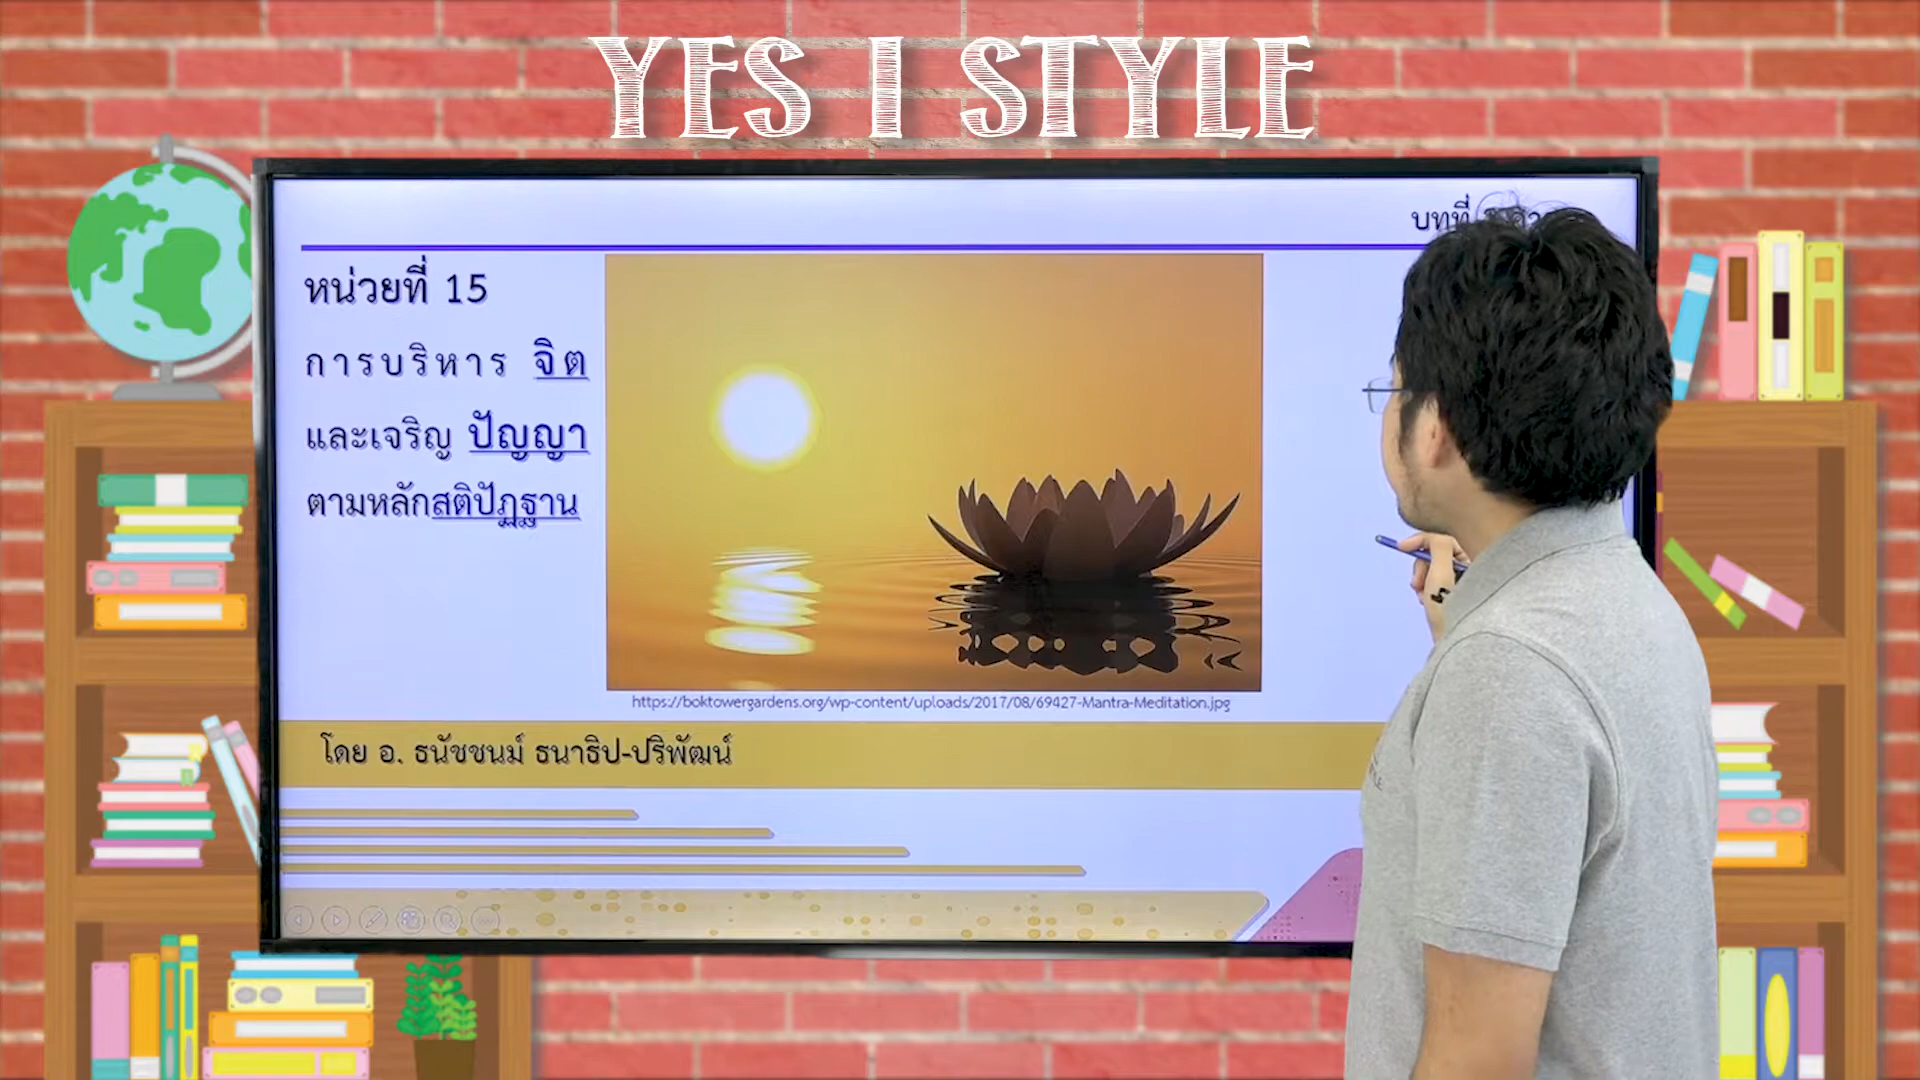 YES I STYLE
บทที่
หน่วยที่ 15
การบริหาร จิต
และเจริญ ปัญญา
ตามหลักสติปัฏฐาน
https://boktowergardens.org/wp-content/uploads/2017/08/69427-Mantra-Meditation.jpg
โดย อ. ธนัชชนม์ ธนาธิป-ปริพัฒน์